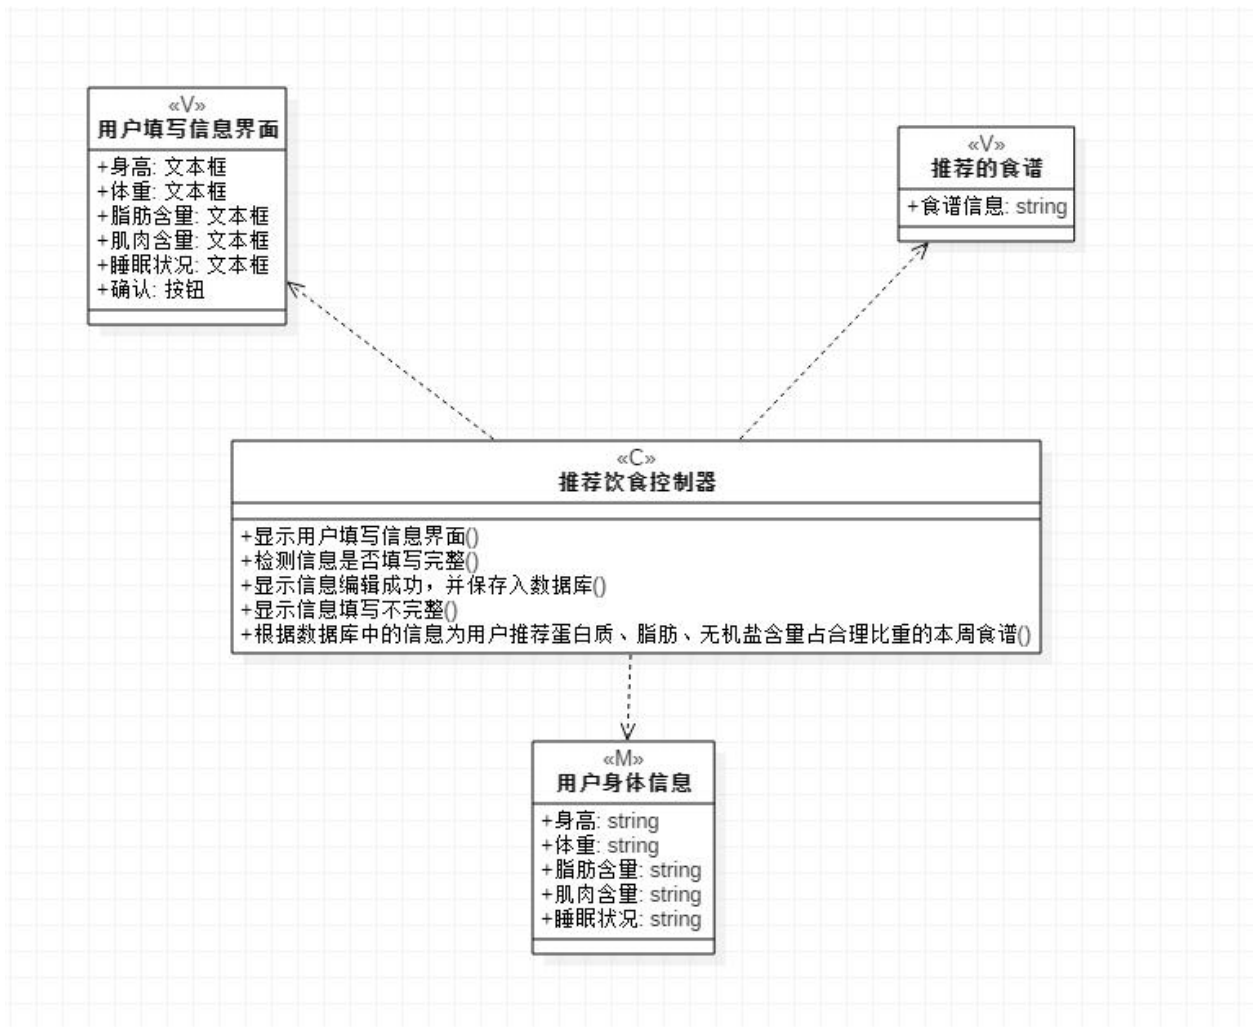 «V»
用户填写信息界面
+身高: 文本框
+体重: 文本框
+脂肪含量: 文本框
+肌肉含量: 文本框
+睡眠状况: 文本框
+确认: 按钮
«V»
推荐的食谱
+食谱信息: string
«C»
推荐饮食控制器
+显示用户填写信息界面()
+检测信息是否填写完整()
+显示信息编辑成功，并保存入数据库()
+显示信息填写不完整()
+根据数据库中的信息为用户推荐蛋白质、脂肪、无机盐含量占合理比重的本周食谱()
«M»
用户身体信息
+身高: string
+体重: string
+脂肪含量: string
+肌肉含量: string
+睡眠状况: string